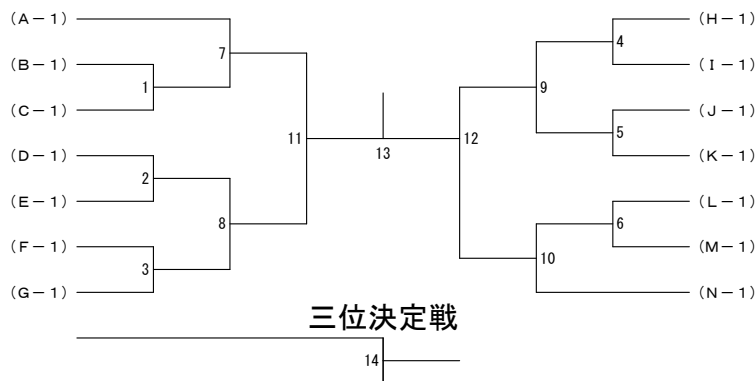 (A-1)
(B-1)
(C-1)
(D-1)
(E-1)
(F-1)
(G-1)
1
2
3
7
8
11
13
12
9
10
4
5
6
(H-1)
(I-1)
(J-1)
(K-1)
(L-1)
(M-1)
(N-1)
三位決定戦
14